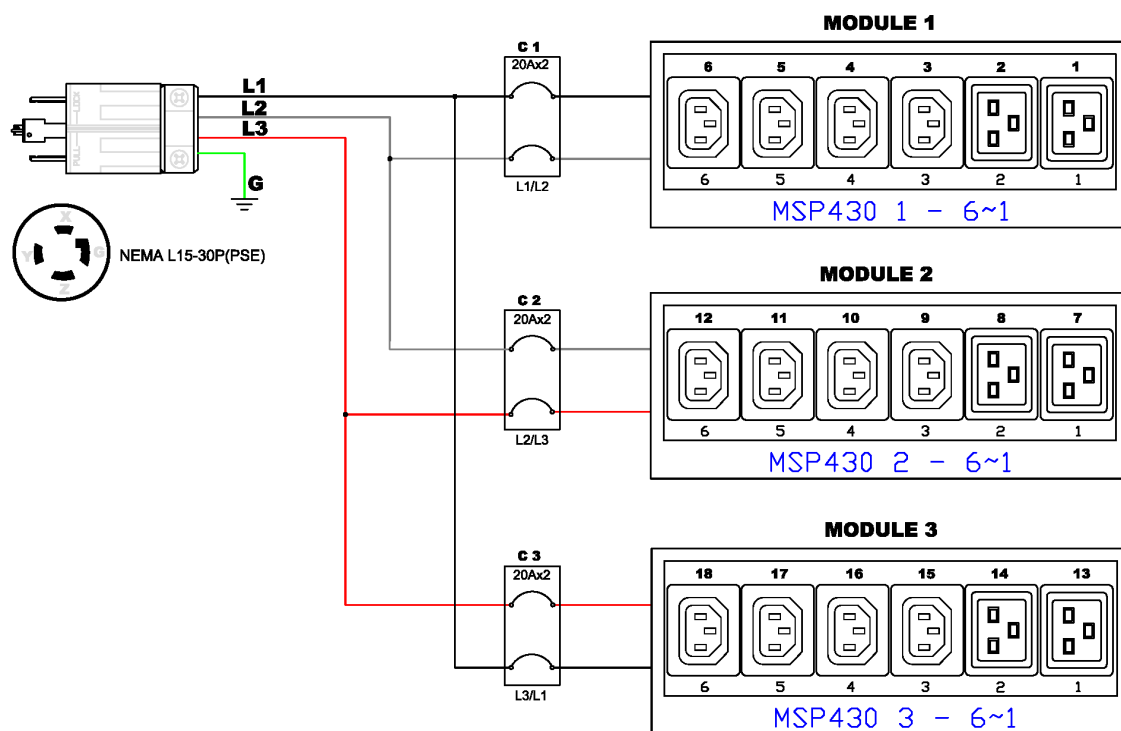 MODULE 1
C 1
20Ax2
L1/L2
6 5 4 3 2 1
6 5 4 3 2 1
MSP430 1 - 6~1
L1
L2
L3
G
LOCK
PULL
X
Y
G
Z
NEMA L15-30P(PSE)
MODULE 2
C 2
20Ax2
L2/L3
12 11 10 9 8 7
6 5 4 3 2 1
MSP430 2 - 6~1
MODULE 3
C 3
20Ax2
L3/L1
18 17 16 15 14 13
6 5 4 3 2 1
MSP430 3 - 6~1